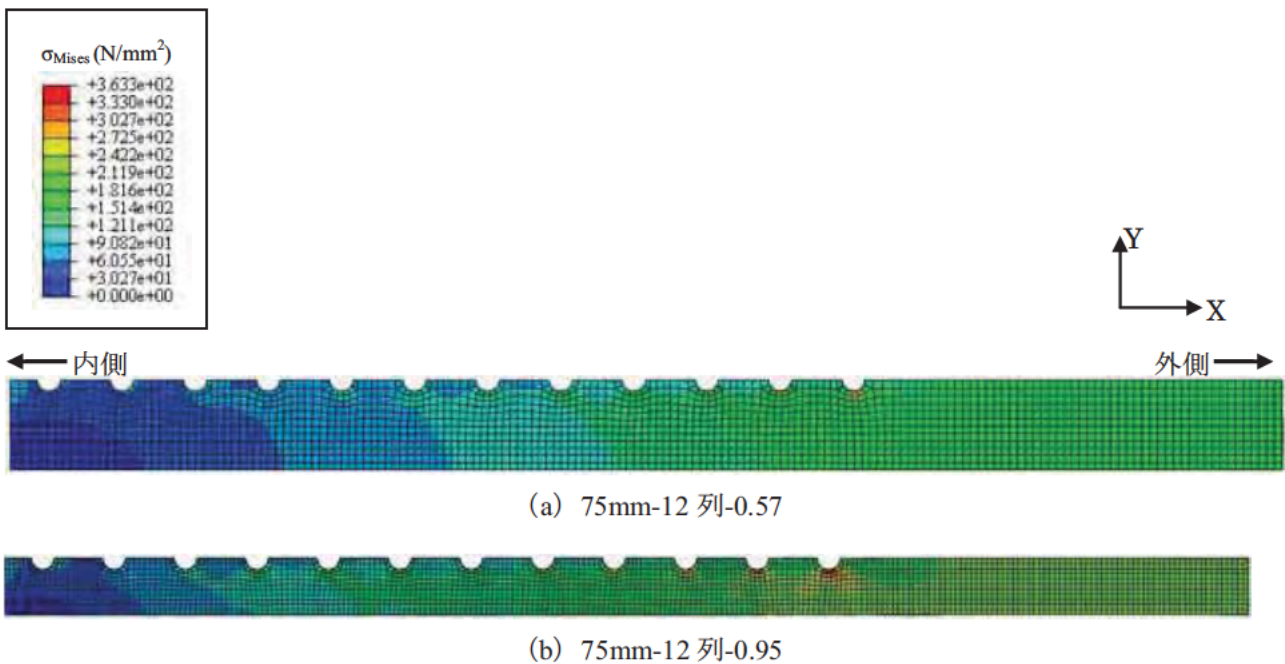 σMises (N/mm²)
+3.633e+02
+3.330e+02
+3.027e+02
+2.725e+02
+2.422e+02
+2.119e+02
+1.816e+02
+1.514e+02
+1.211e+02
+9.082e+01
+6.055e+01
+3.027e+01
+0.000e+00
Y
X
内側
外側
(a) 75mm-12 列-0.57
(b) 75mm-12 列-0.95